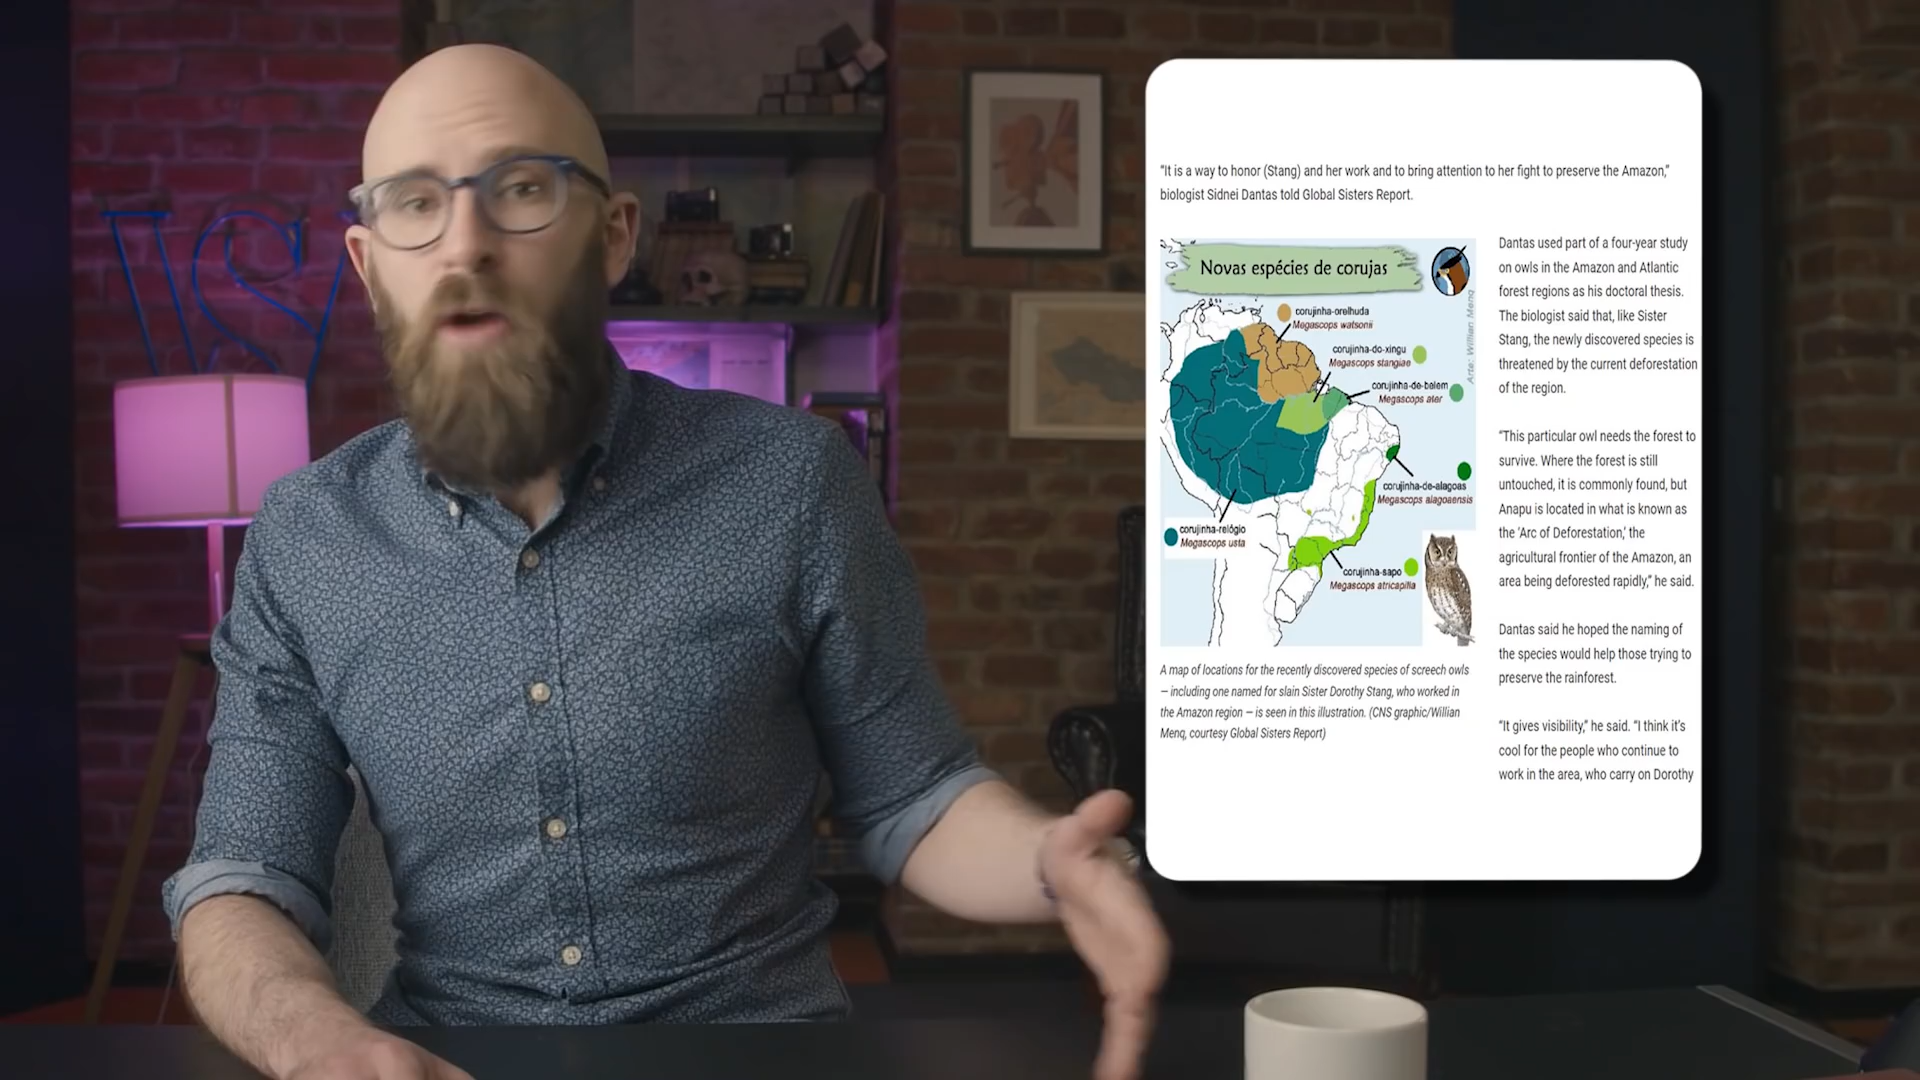 “It is a way to honor (Stang) and her work and to bring attention to her fight to preserve the Amazon,”
biologist Sidnei Dantas told Global Sisters Report.
Novas espécies de corujas
Arte: Willian Menq
corujinha-orelhuda
Megascops watsonii
corujinha-do-xingu
Megascops stangiae
corujinha-de-belem
Megascops ater
corujinha-de-alagoas
Megascops alagoaensis
corujinha-relógio
Megascops usta
corujinha-sapo
Megascops atricapilla
A map of locations for the recently discovered species of screech owls
— including one named for slain Sister Dorothy Stang, who worked in
the Amazon region — is seen in this illustration. (CNS graphic/Willian
Menq, courtesy Global Sisters Report)
Dantas used part of a four-year study
on owls in the Amazon and Atlantic
forest regions as his doctoral thesis.
The biologist said that, like Sister
Stang, the newly discovered species is
threatened by the current deforestation
of the region.
“This particular owl needs the forest to
survive. Where the forest is still
untouched, it is commonly found, but
Anapu is located in what is known as
the ‘Arc of Deforestation,’ the
agricultural frontier of the Amazon, an
area being deforested rapidly,” he said.
Dantas said he hoped the naming of
the species would help those trying to
preserve the rainforest.
“It gives visibility,” he said. “I think it’s
cool for the people who continue to
work in the area, who carry on Dorothy